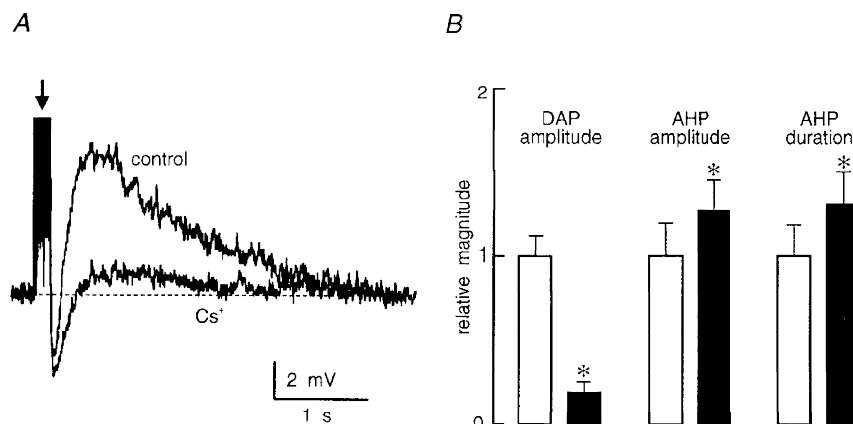 A
control
Cs⁺
2 mV
1 s
B
2
1
0
relative magnitude
DAP
amplitude
AHP
amplitude
AHP
duration
*
*
*